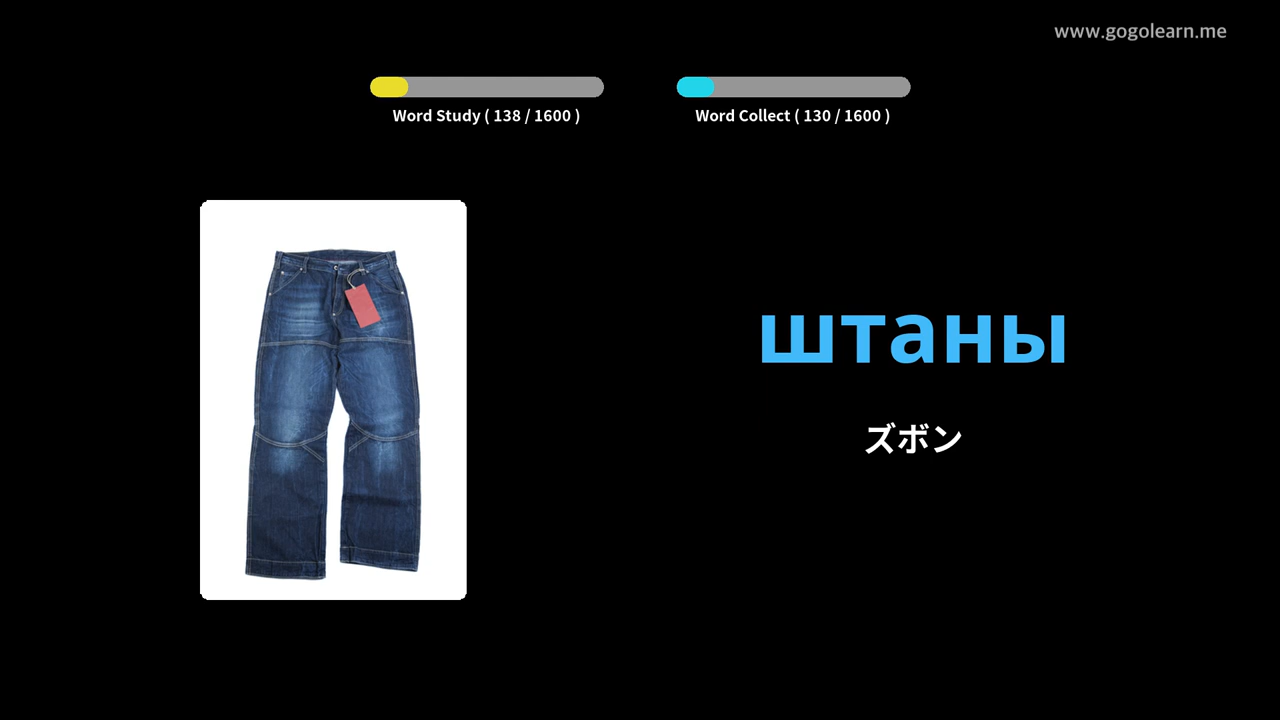 www.gogolearn.me
Word Study ( 138 / 1600 )
Word Collect ( 130 / 1600 )
штаны
ズボン